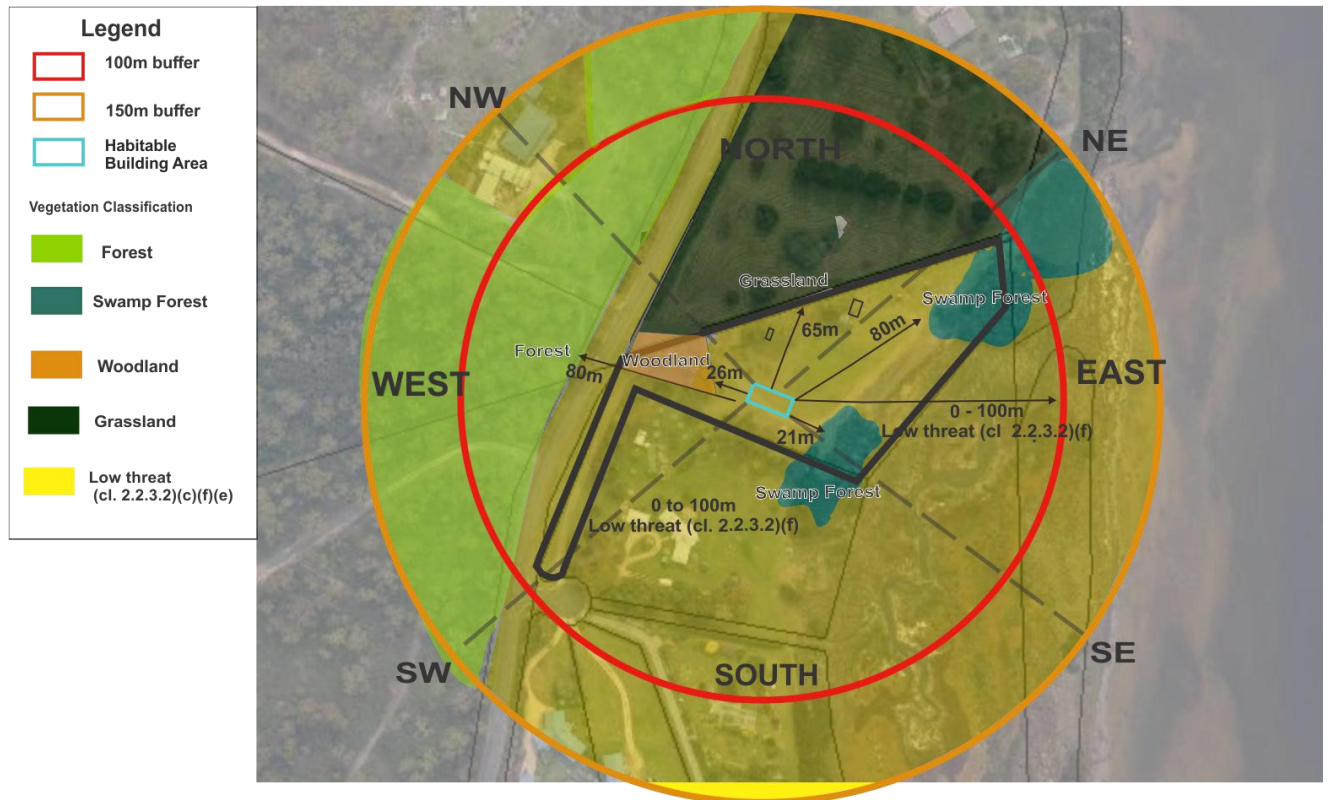 Legend
100m buffer
150m buffer
Habitable
Building Area
Vegetation Classification
Forest
Swamp Forest
Woodland
Grassland
Low threat
(cl. 2.2.3.2)(c)(f)(e)
NW
NORTH
NE
Grassland
Swamp Forest
65m
80m
Forest
Woodland
80m
26m
WEST
EAST
0 - 100m
Low threat (cl 2.2.3.2)(f)
21m
Swamp Forest
0 to 100m
Low threat (cl. 2.2.3.2)(f)
SW
SOUTH
SE